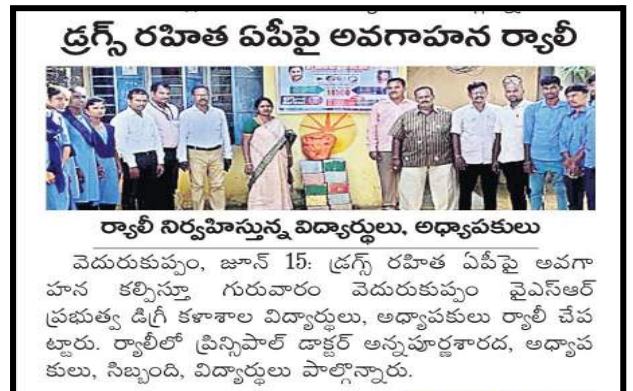 డ్రగ్స్ రహిత ఏపీపై అవగాహన ర్యాలీ
ర్యాలీ నిర్వహిస్తున్న విద్యార్థులు, అధ్యాపకులు
వెదురుకుప్పం, జూన్ 15: డ్రగ్స్ రహిత ఏపీపై అవగా
హన కల్పిస్తూ గురువారం వెదురుకుప్పం వైఎస్ఆర్
ప్రభుత్వ డిగ్రీ కళాశాల విద్యార్థులు, అధ్యాపకులు ర్యాలీ చేప
ట్టారు. ర్యాలీలో ప్రిన్సిపాల్ డాక్టర్ అన్నపూర్ణశారద, అధ్యాప
కులు, సిబ్బంది, విద్యార్థులు పాల్గొన్నారు.